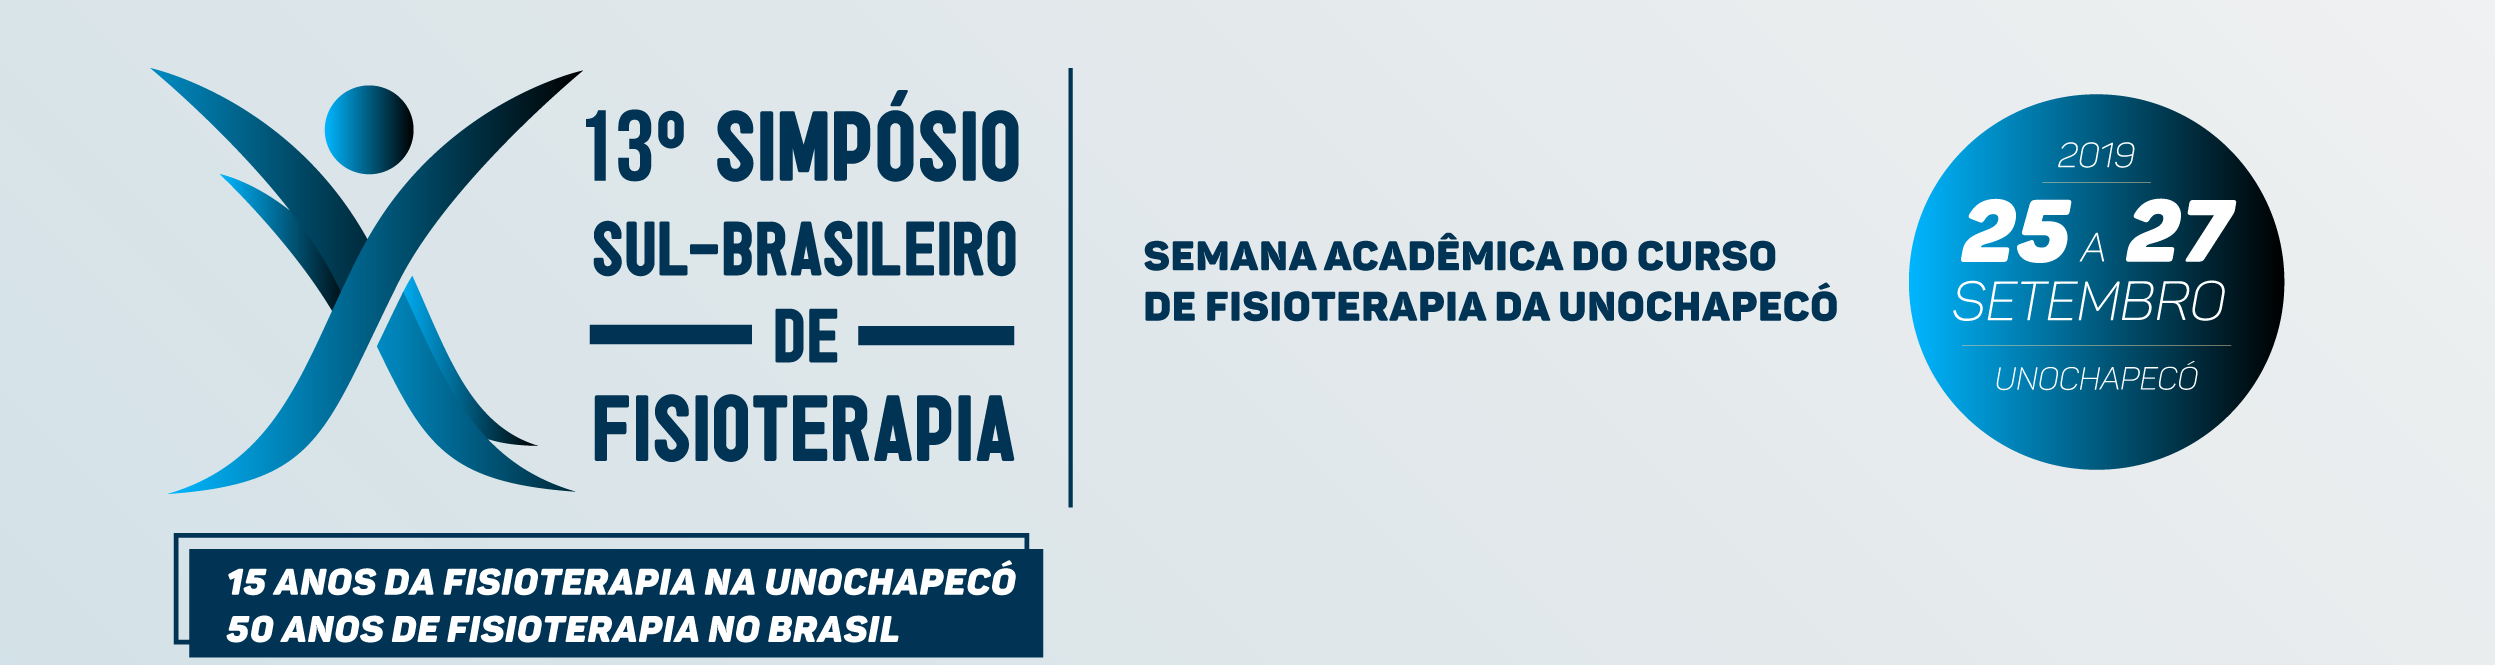 13º SIMPÓSIO
SUL-BRASILEIRO
DE
FISIOTERAPIA
15 ANOS DA FISIOTERAPIA NA UNOCHAPECÓ
50 ANOS DE FISIOTERAPIA NO BRASIL
SEMANA ACADÊMICA DO CURSO
DE FISIOTERAPIA DA UNOCHAPECÓ
2019
25 A 27
SETEMBRO
UNOCHAPECÓ